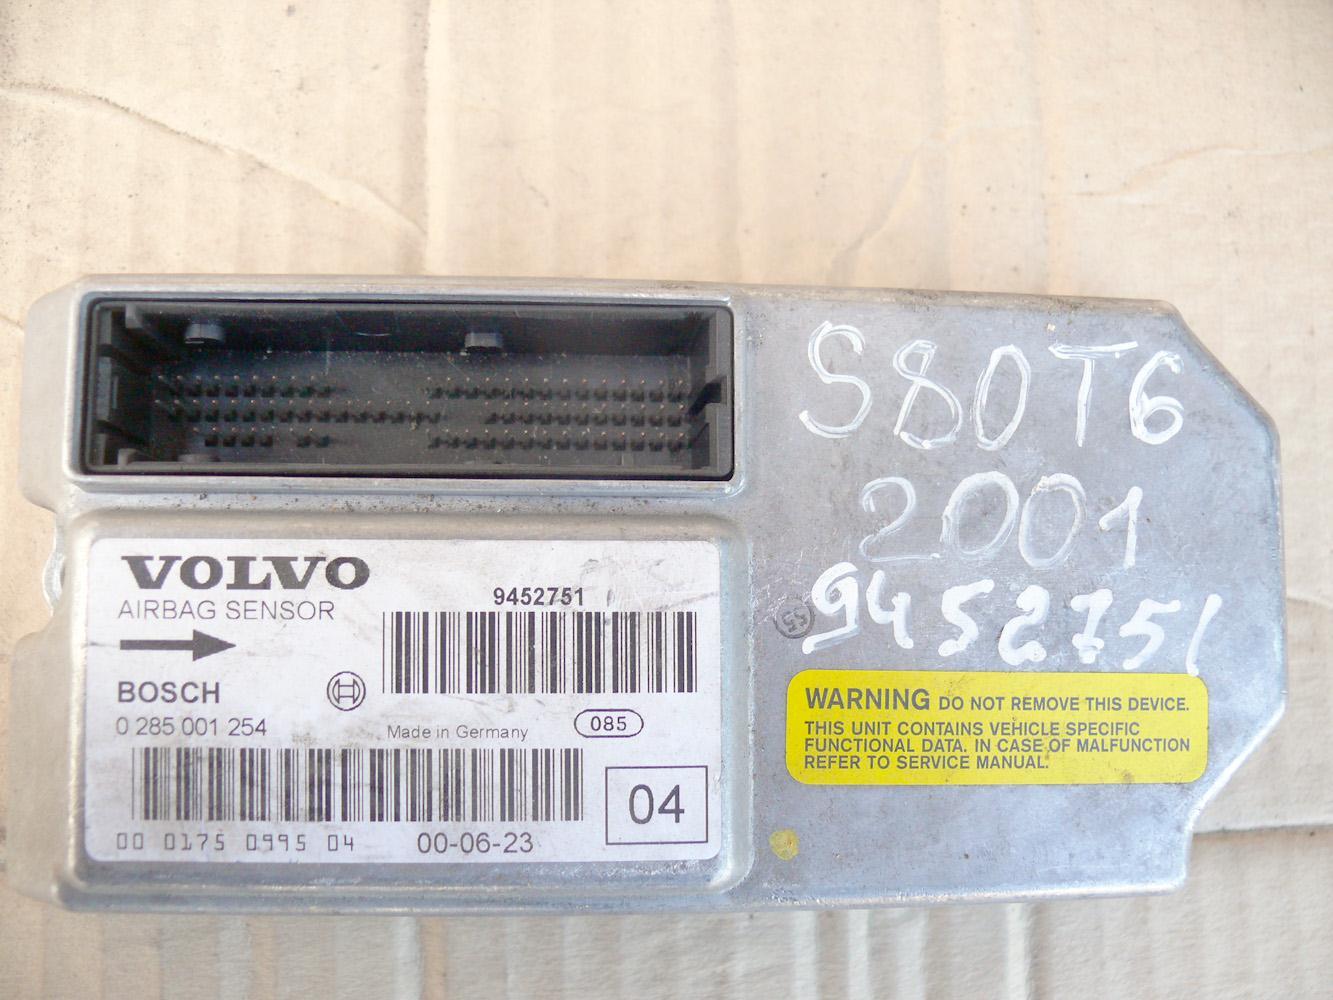 S80T6
2001
9452751
VOLVO
AIRBAG SENSOR
9452751
BOSCH
0 285 001 254
Made in Germany
085
00 0175 0995 04
00-06-23
04
55
WARNING DO NOT REMOVE THIS DEVICE.
THIS UNIT CONTAINS VEHICLE SPECIFIC
FUNCTIONAL DATA. IN CASE OF MALFUNCTION
REFER TO SERVICE MANUAL.